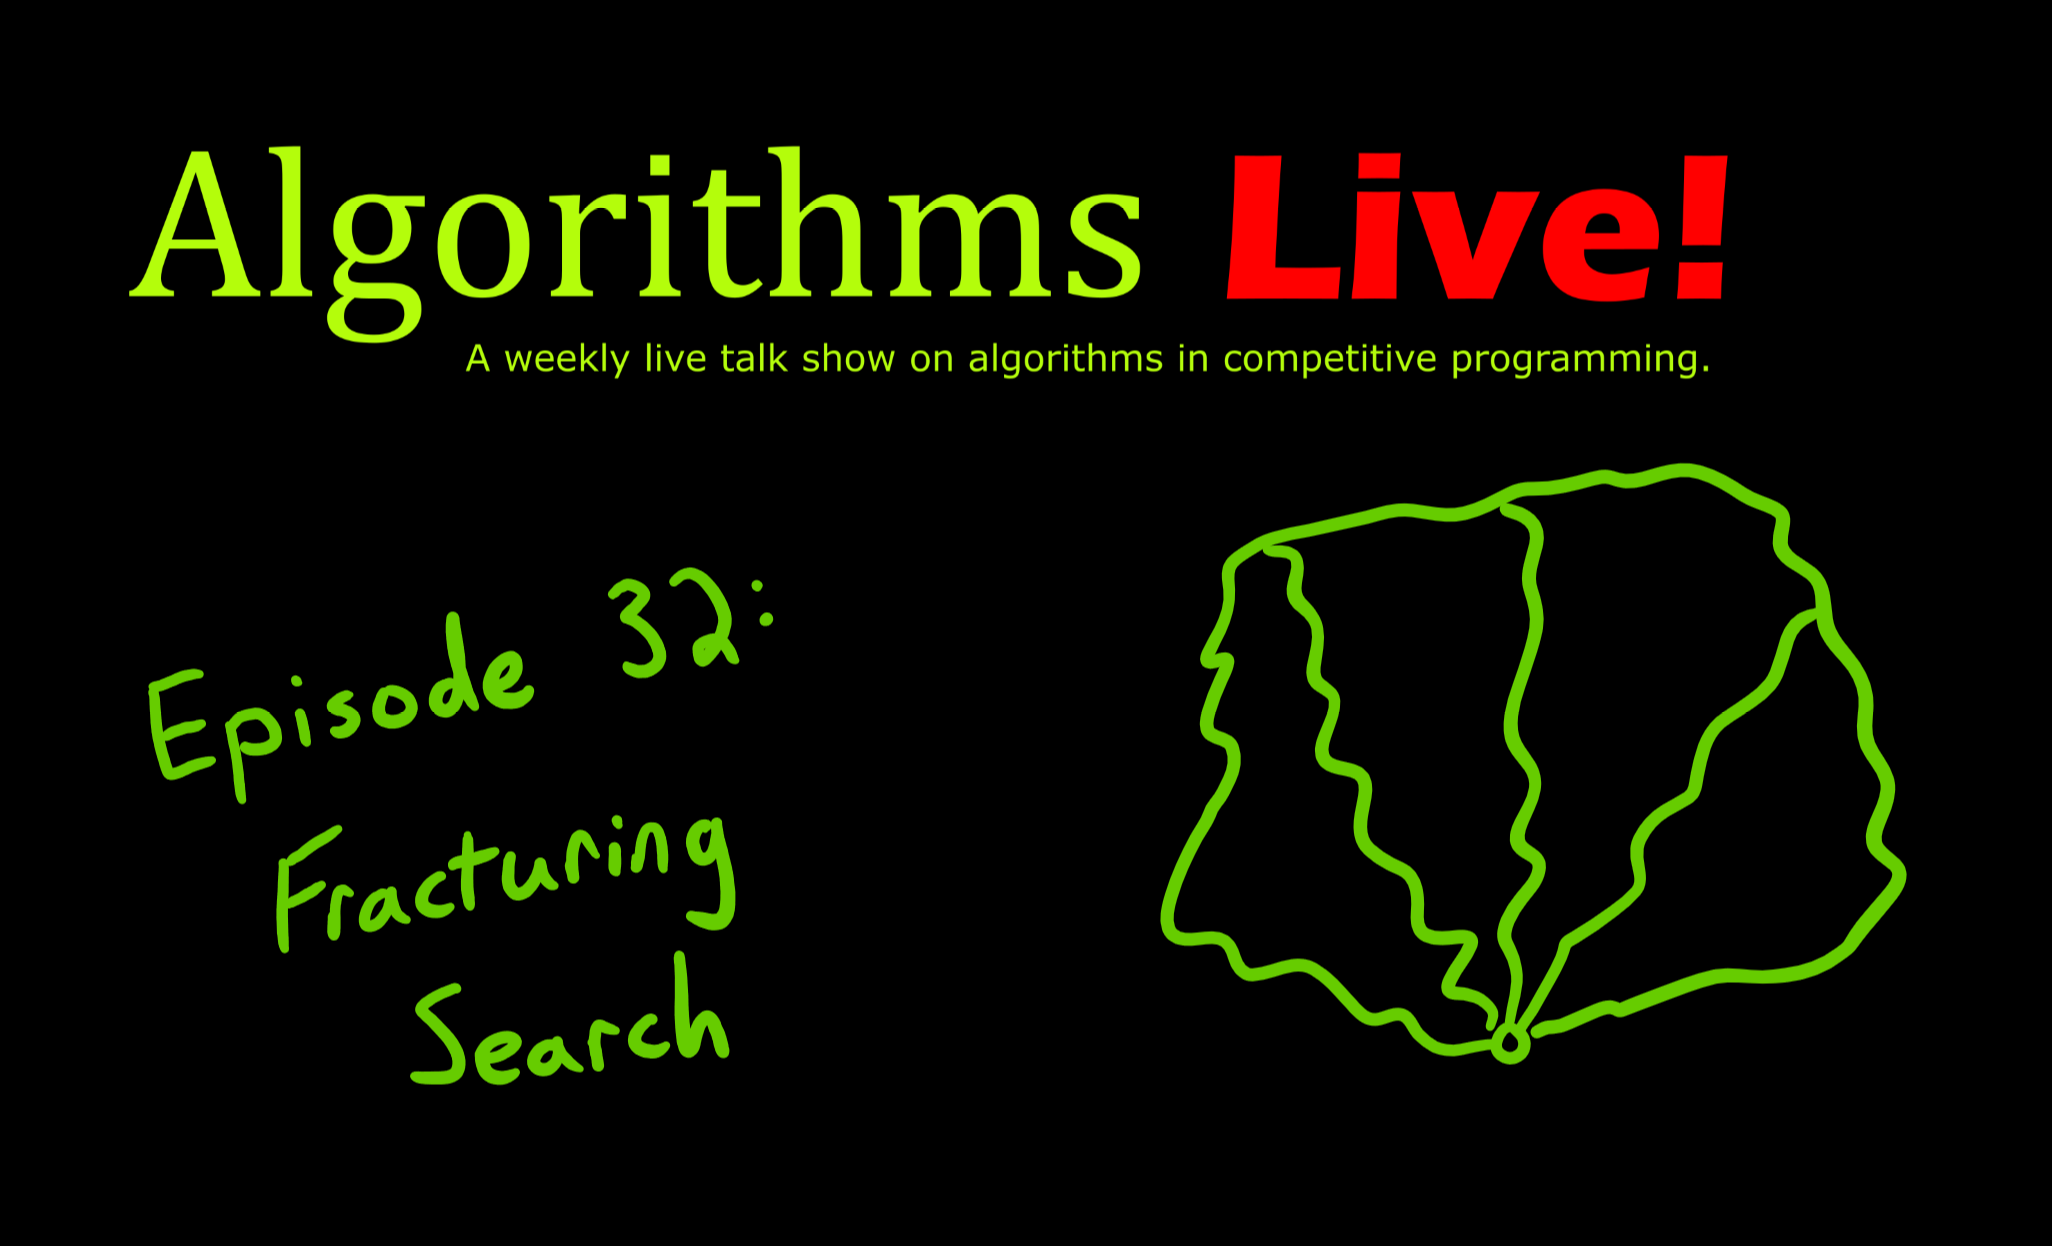 Algorithms Live!
A weekly live talk show on algorithms in competitive programming.
Episode 32:
Fracturing
Search